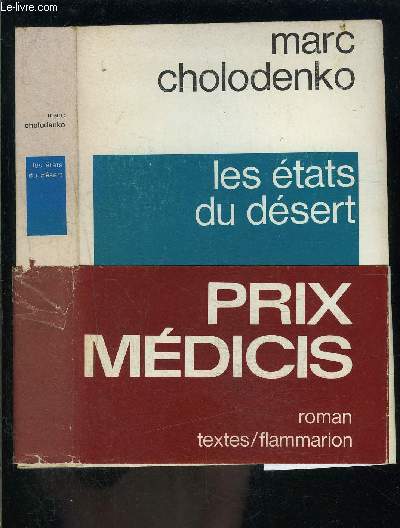 Le-Livre.com
marc
cholodenko
les états
du désert
marc
cholodenko
les états
du désert
PRIX
MÉDICIS
roman
textes/flammarion